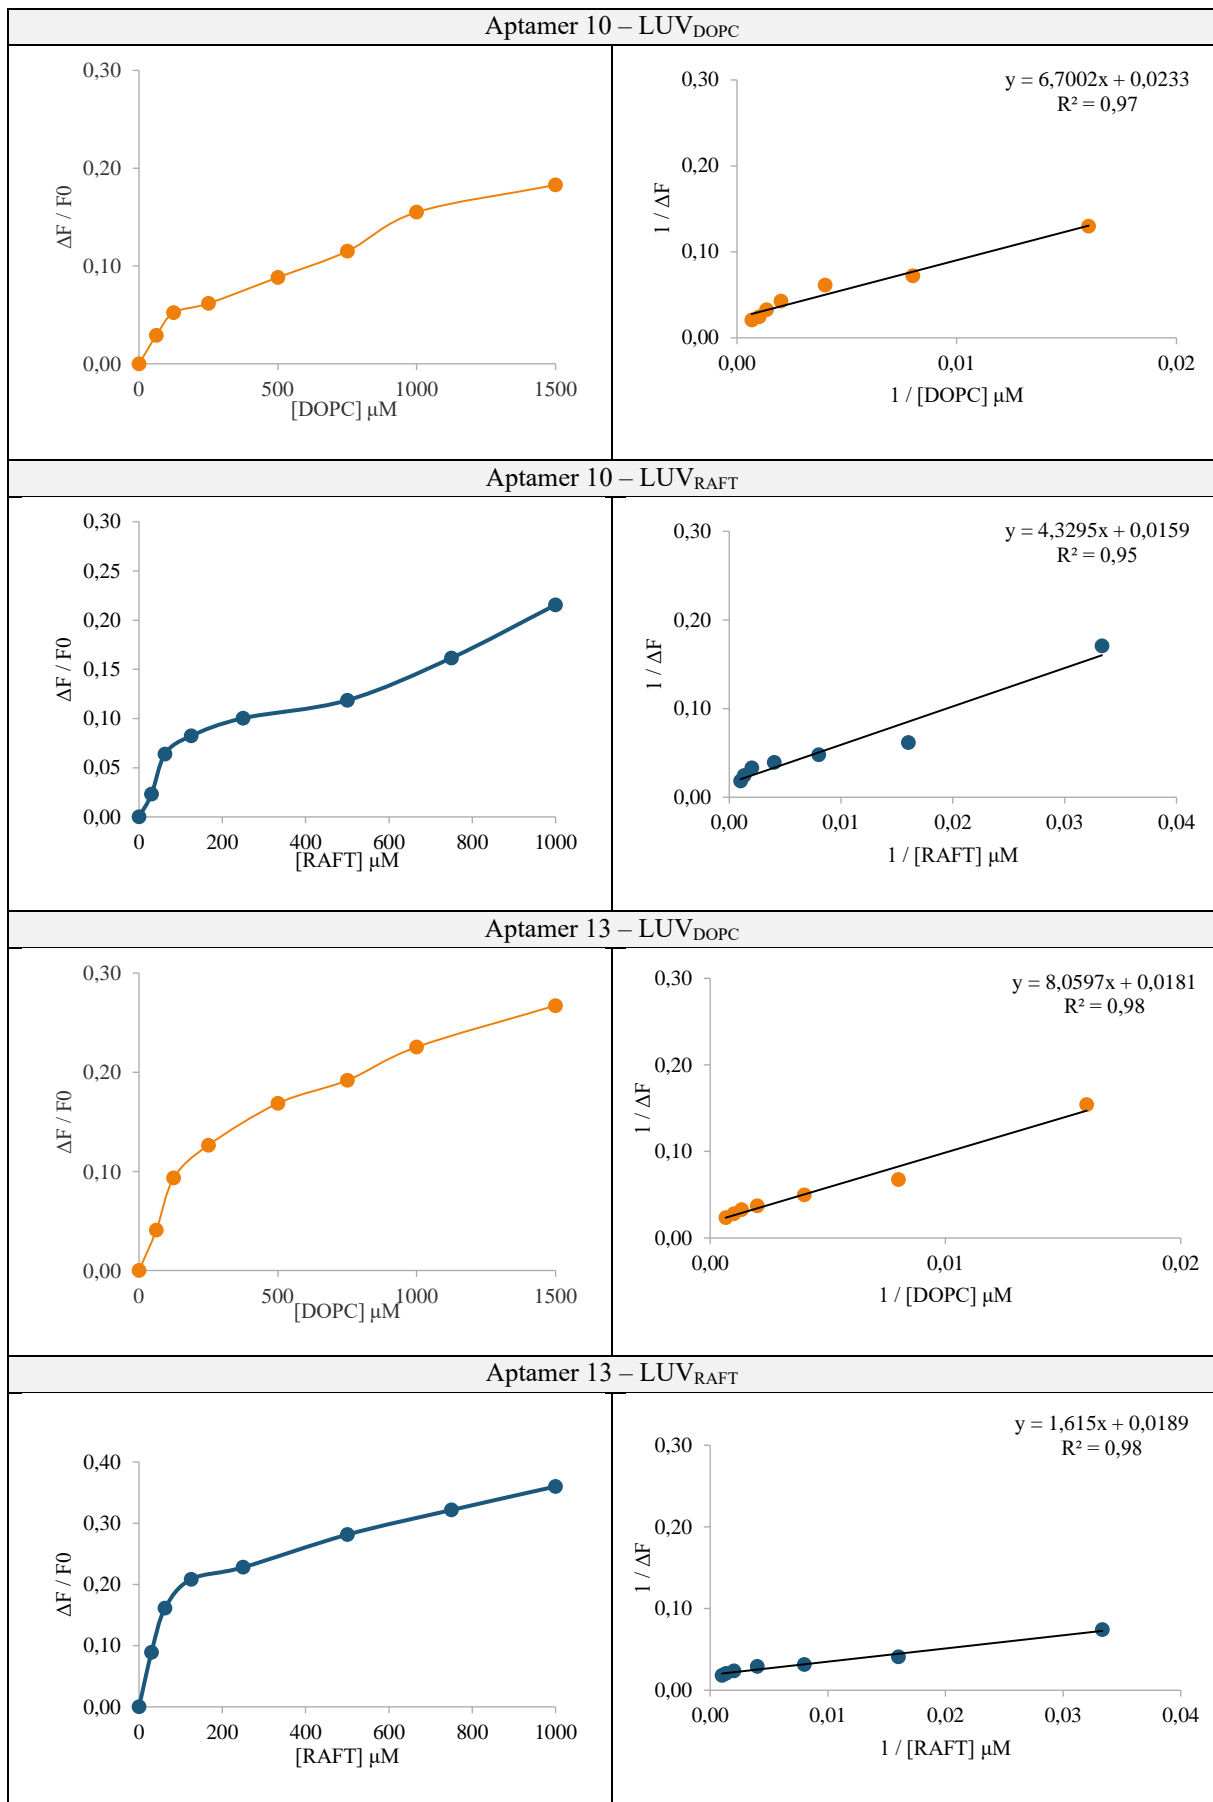 Aptamer 10 – LUVDOPC
0,30
0,20
0,10
0,00
0 500 1000 1500
ΔF / F0
[DOPC] μM
y = 6,7002x + 0,0233
R² = 0,97
0,30
0,20
0,10
0,00
0,00 0,01 0,02
1 / ΔF
1 / [DOPC] μM
Aptamer 10 – LUVRAFT
0,30
0,25
0,20
0,15
0,10
0,05
0,00
0 200 400 600 800 1000
ΔF / F0
[RAFT] μM
y = 4,3295x + 0,0159
R² = 0,95
0,30
0,20
0,10
0,00
0,00 0,01 0,02 0,03 0,04
1 / ΔF
1 / [RAFT] μM
Aptamer 13 – LUVDOPC
0,30
0,20
0,10
0,00
0 500 1000 1500
ΔF / F0
[DOPC] μM
y = 8,0597x + 0,0181
R² = 0,98
0,30
0,20
0,10
0,00
0,00 0,01 0,02
1 / ΔF
1 / [DOPC] μM
Aptamer 13 – LUVRAFT
0,40
0,30
0,20
0,10
0,00
0 200 400 600 800 1000
ΔF / F0
[RAFT] μM
y = 1,615x + 0,0189
R² = 0,98
0,30
0,20
0,10
0,00
0,00 0,01 0,02 0,03 0,04
1 / ΔF
1 / [RAFT] μM